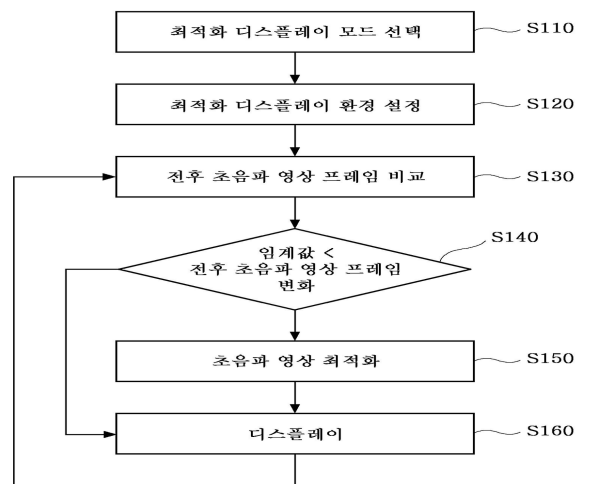 최적화 디스플레이 모드 선택
S110
최적화 디스플레이 환경 설정
S120
전후 초음파 영상 프레임 비교
S130
임계값 <
전후 초음파 영상 프레임
변화
S140
초음파 영상 최적화
S150
디스플레이
S160